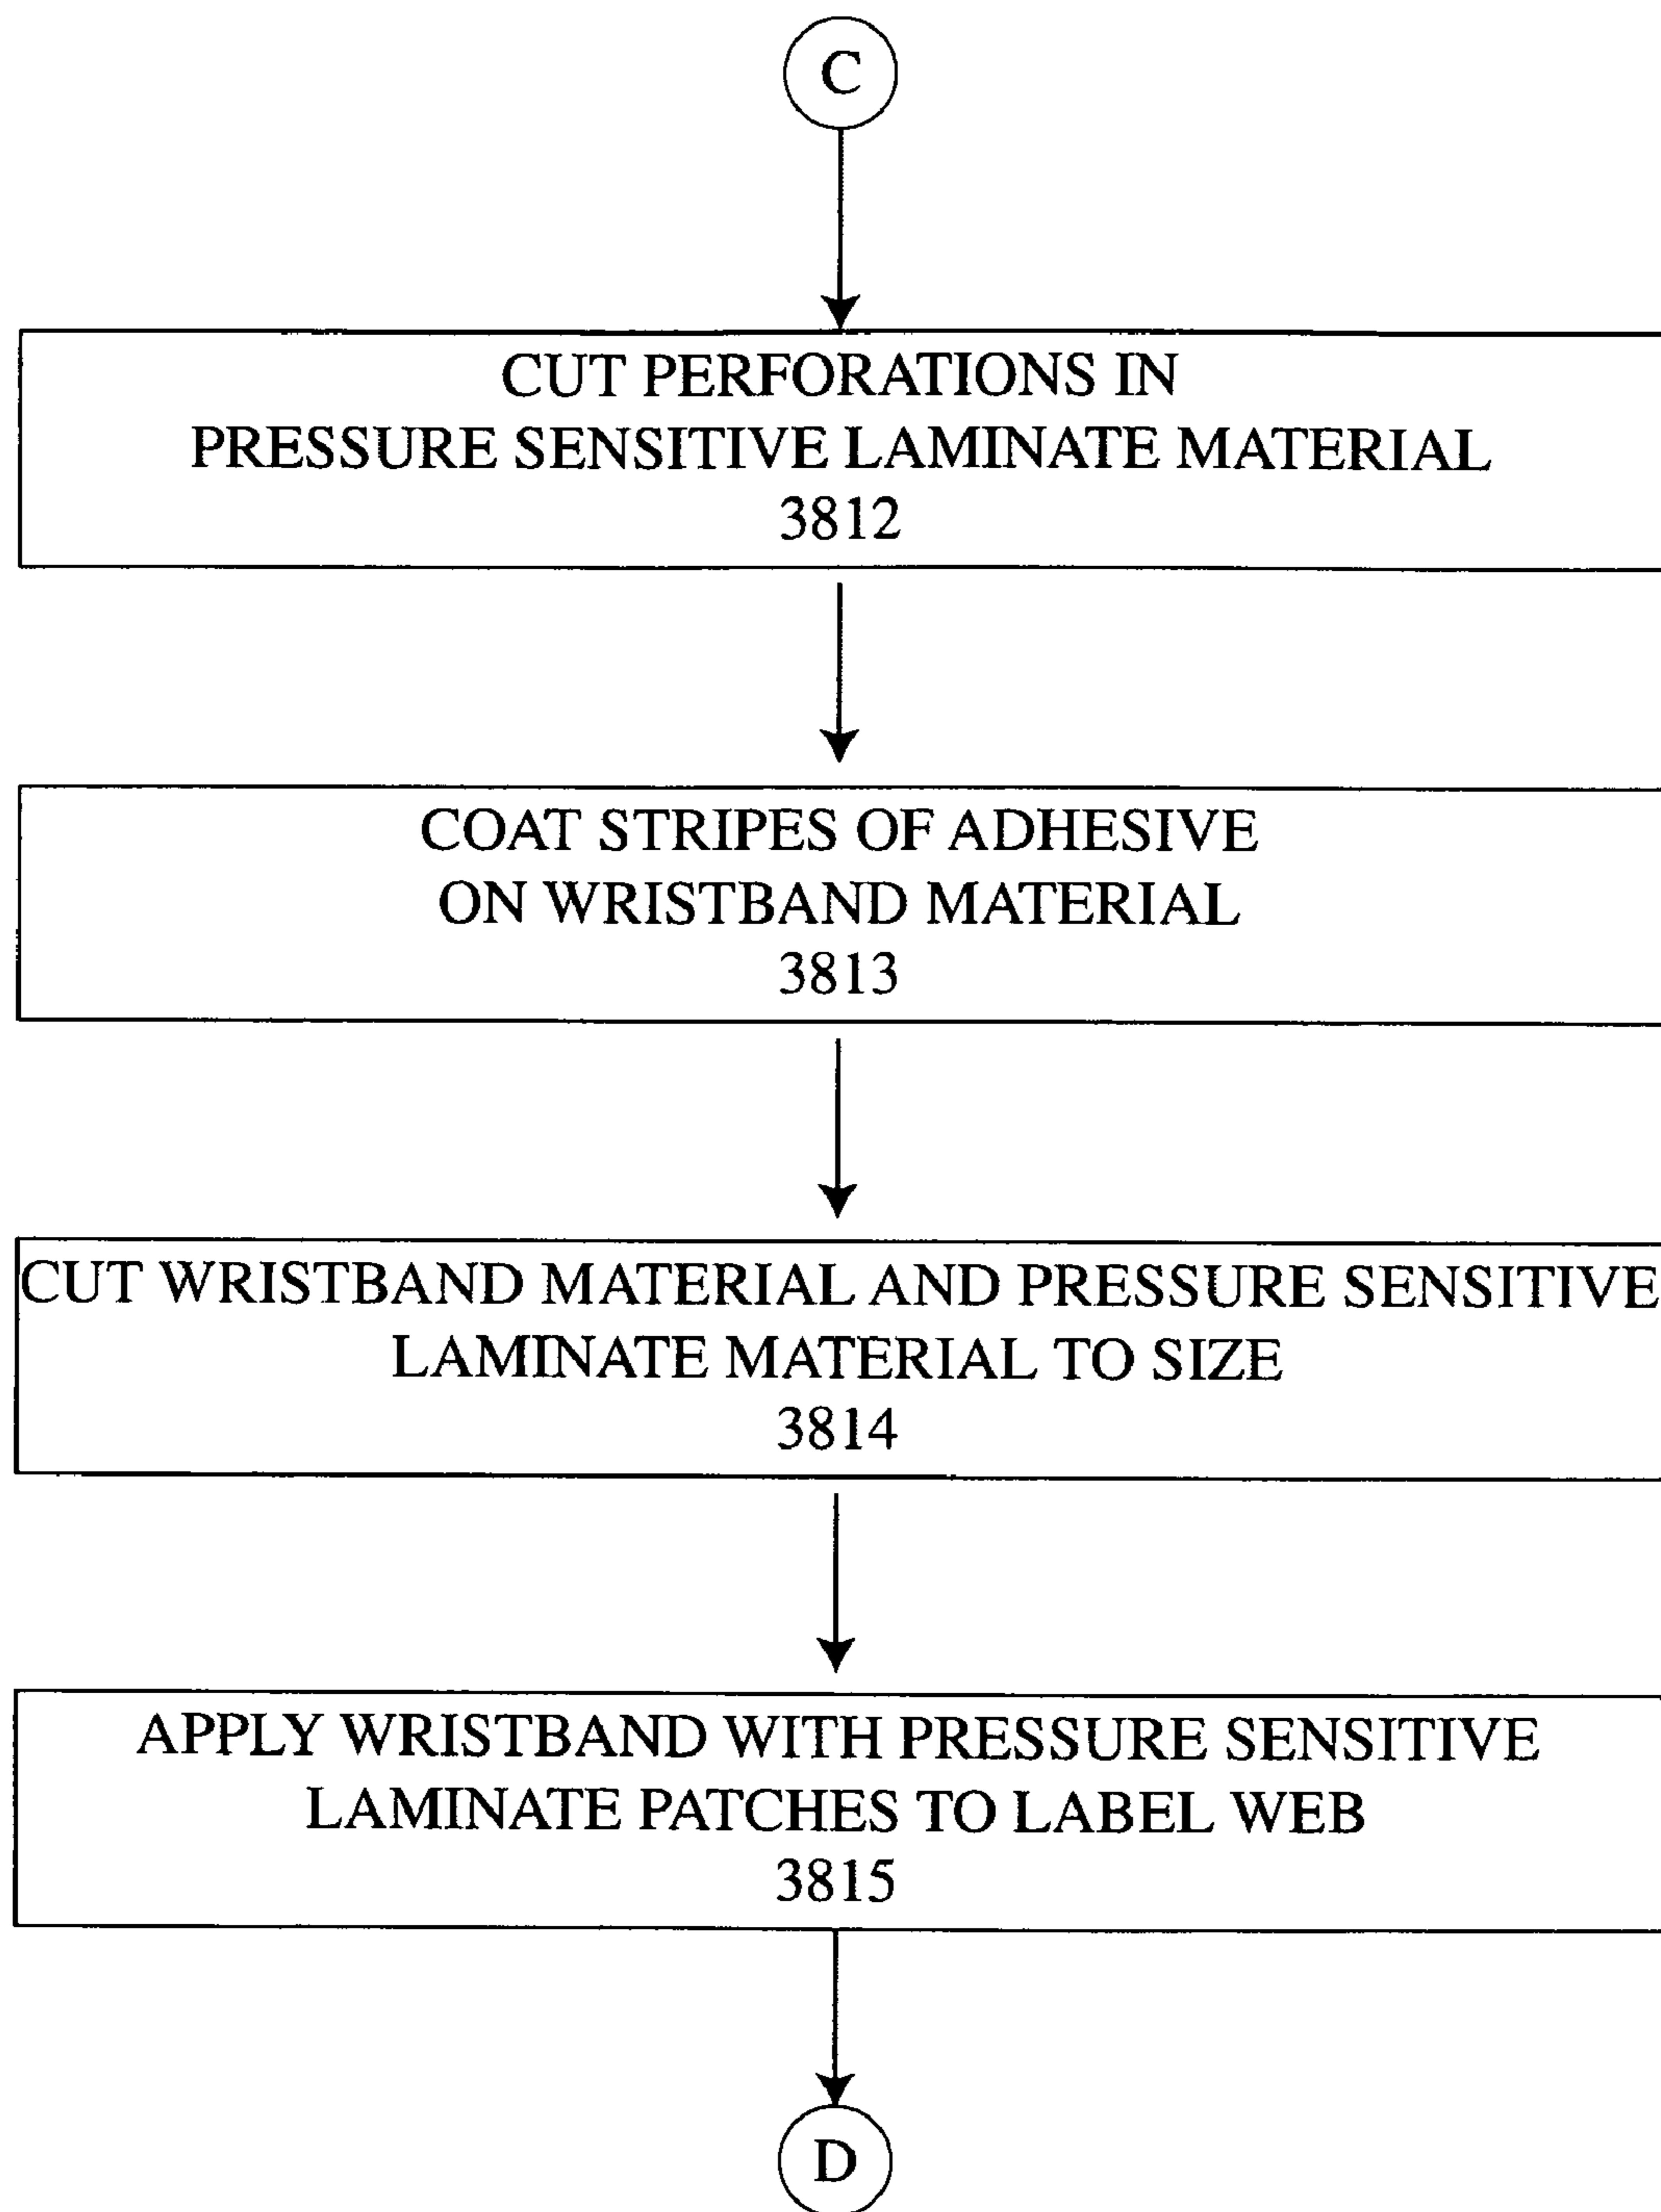 C
CUT PERFORATIONS IN
PRESSURE SENSITIVE LAMINATE MATERIAL
3812
COAT STRIPES OF ADHESIVE
ON WRISTBAND MATERIAL
3813
CUT WRISTBAND MATERIAL AND PRESSURE SENSITIVE
LAMINATE MATERIAL TO SIZE
3814
APPLY WRISTBAND WITH PRESSURE SENSITIVE
LAMINATE PATCHES TO LABEL WEB
3815
D